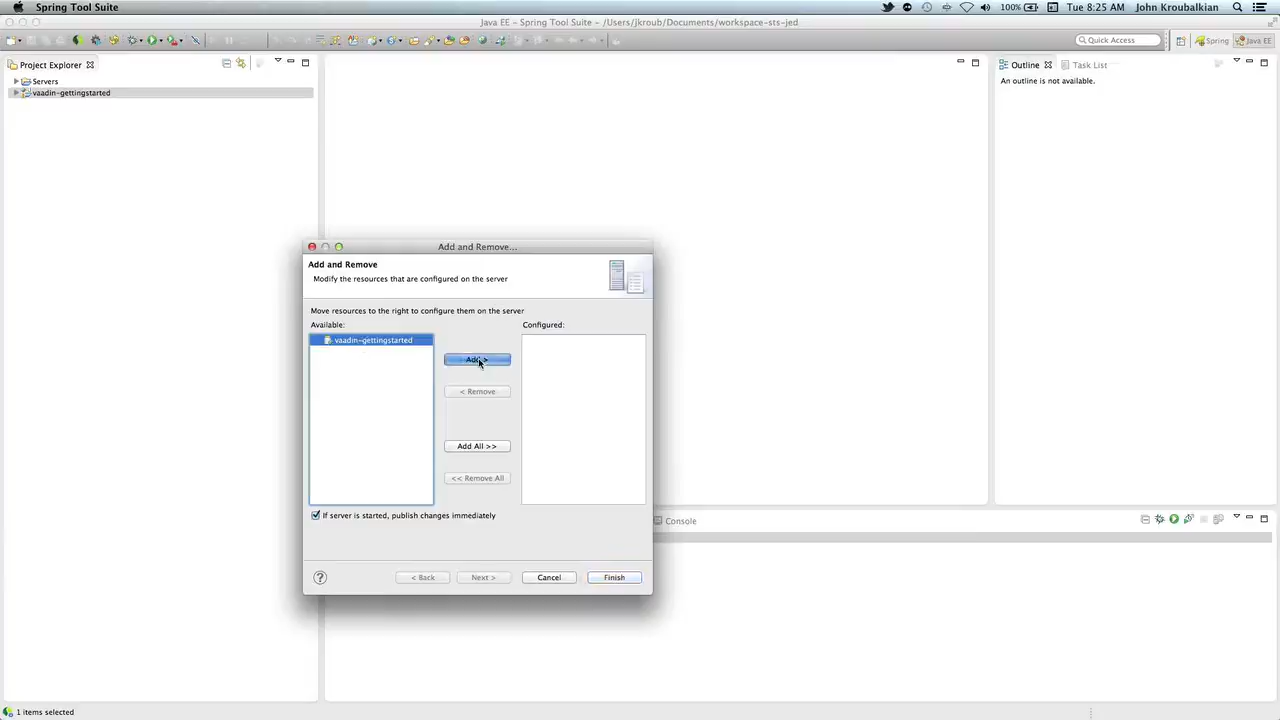 Spring Tool Suite
100%
Tue 8:25 AM
John Kroubalkian
Java EE - Spring Tool Suite - /Users/jkroub/Documents/workspace-sts-jed
Quick Access
Spring
Java EE
Project Explorer
Outline
Task List
Servers
An outline is not available.
vaadin-gettingstarted
Add and Remove...
Add and Remove
Modify the resources that are configured on the server
Move resources to the right to configure them on the server
Available:
Configured:
vaadin-gettingstarted
Add >
< Remove
Add All >>
<< Remove All
If server is started, publish changes immediately
Console
?
< Back
Next >
Cancel
Finish
1 items selected